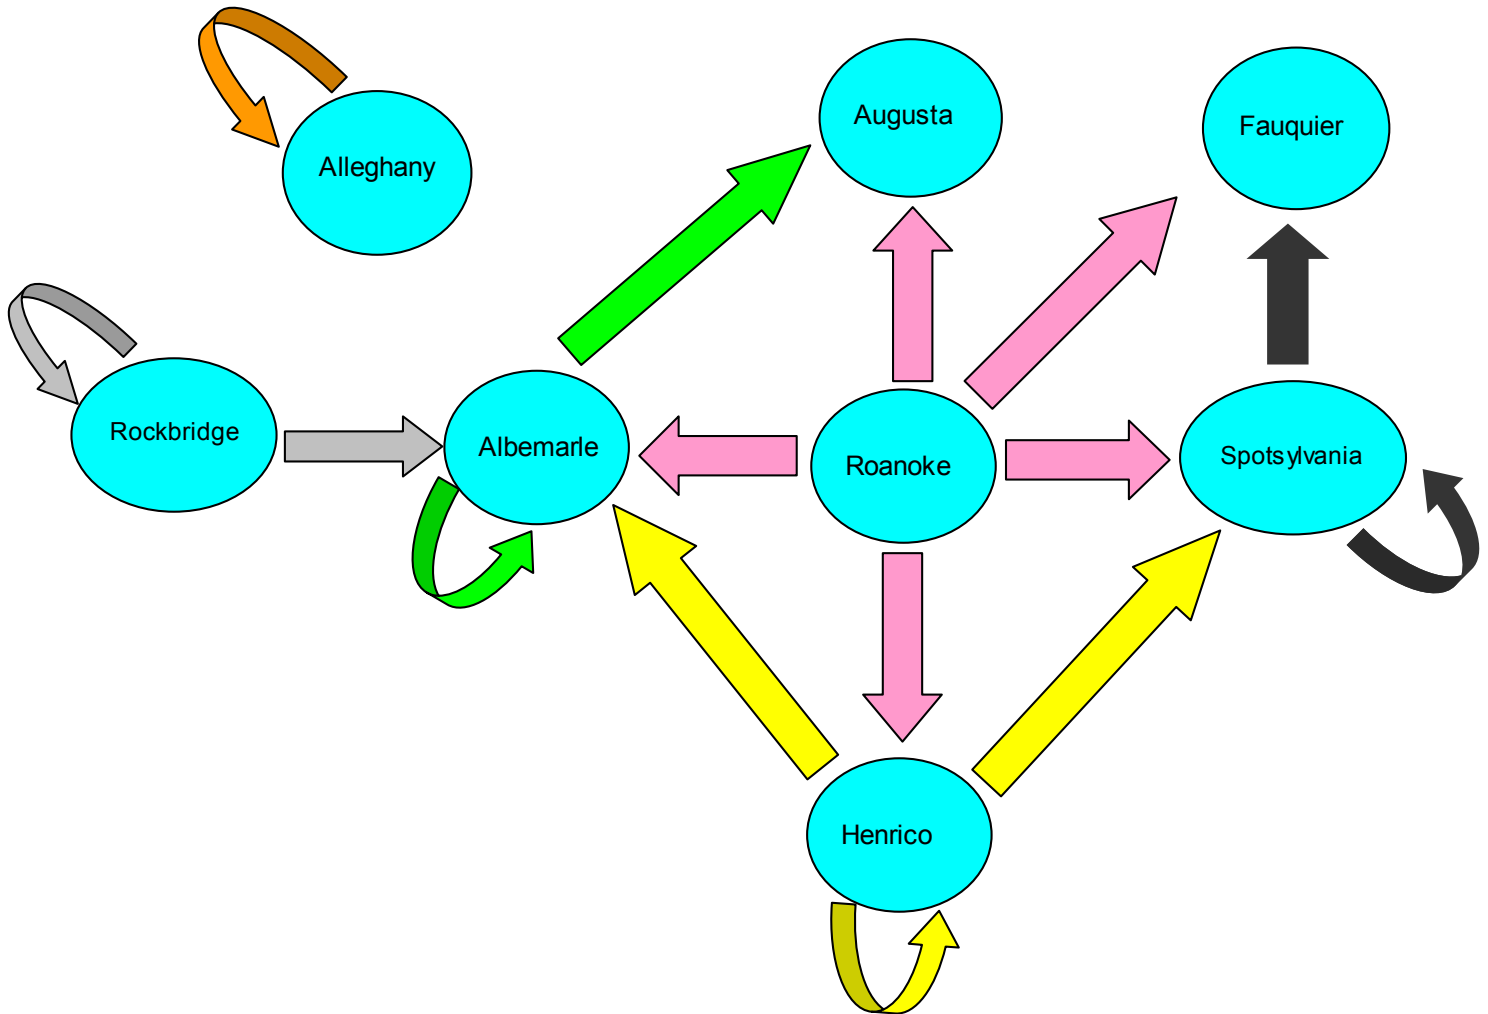 Augusta
Fauquier
Alleghany
Rockbridge
Albemarle
Roanoke
Spotsylvania
Henrico